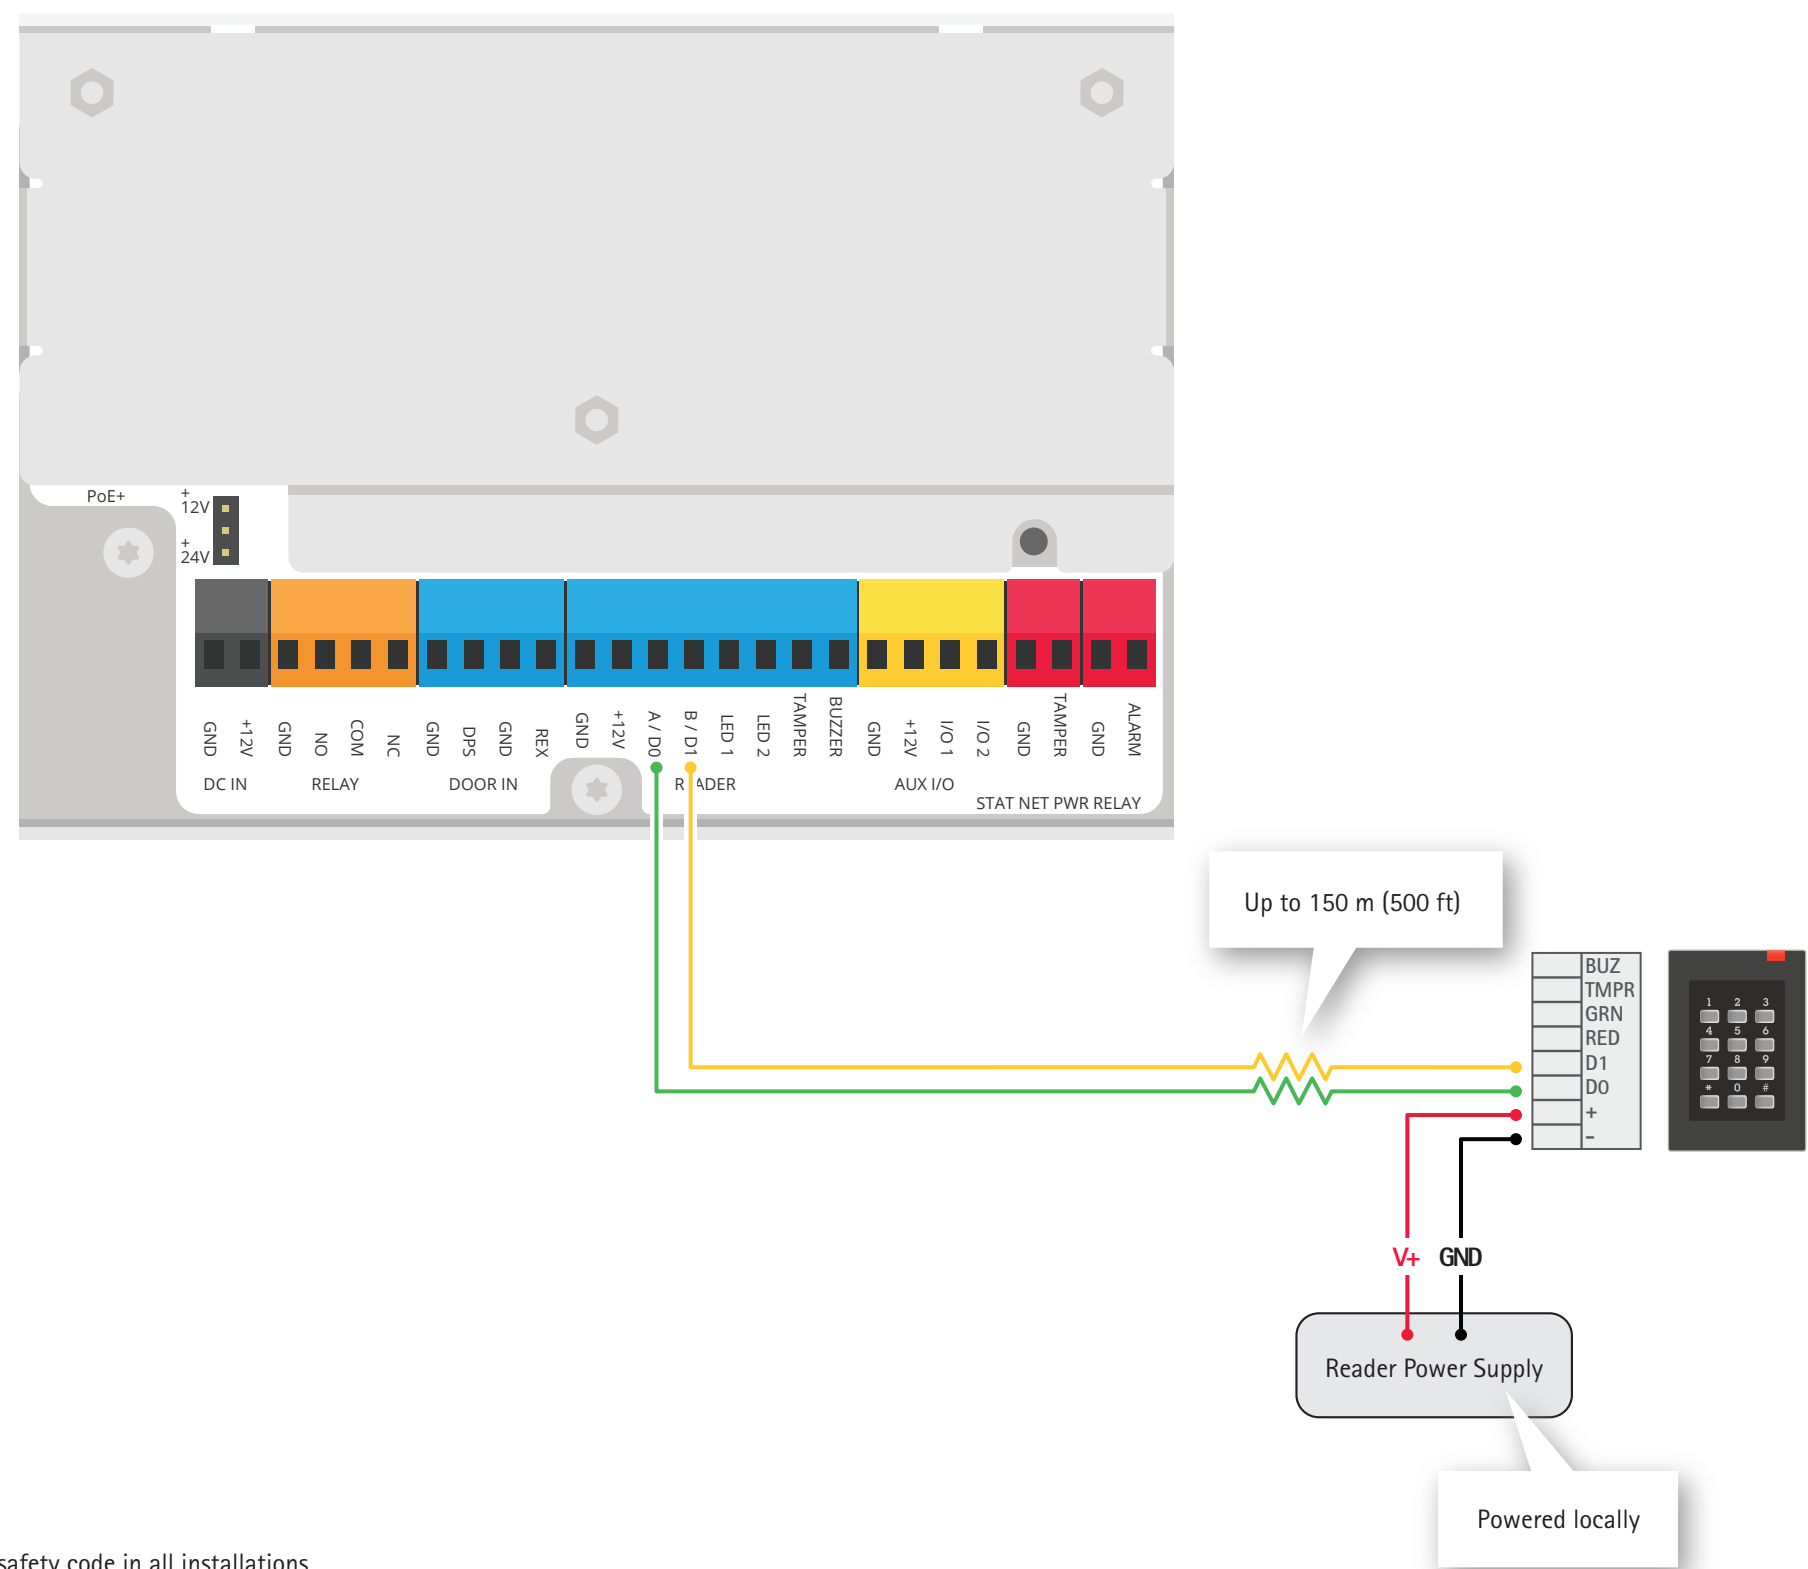 PoE+
+
12V
+
24V
GND
+12V
GND
NO
COM
NC
GND
DPS
GND
REX
GND
+12V
A / D0
B / D1
LED 1
LED 2
TAMPER
BUZZER
GND
+12V
I/O 1
I/O 2
GND
TAMPER
GND
ALARM
DC IN
RELAY
DOOR IN
R ADER
AUX I/O
STAT NET PWR RELAY
Up to 150 m (500 ft)
BUZ
TMPR
GRN
RED
D1
D0
+
-
1 2 3
4 5 6
7 8 9
* 0 #
V+ GND
Reader Power Supply
Powered locally
safety code in all installations